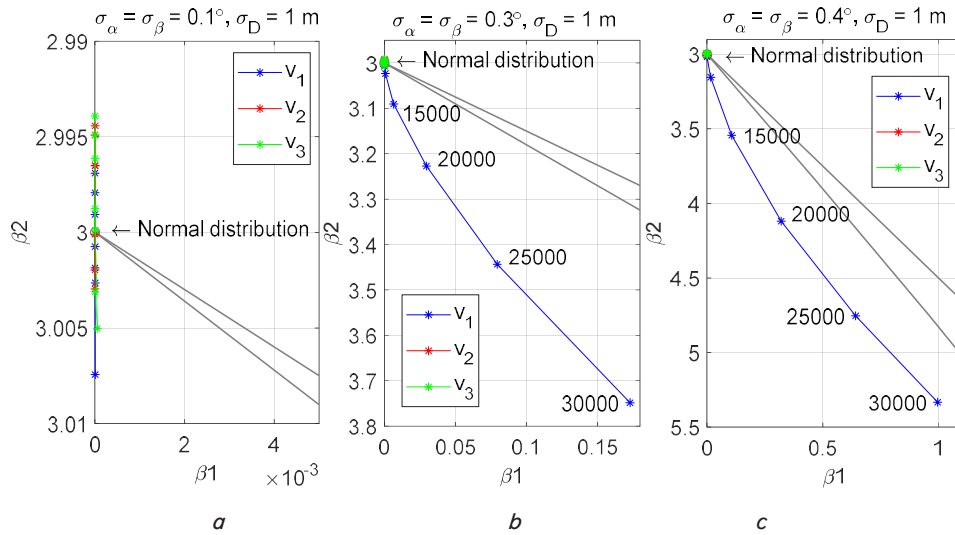 σα = σβ = 0.1°, σD = 1 m
2.99
2.995
3
3.005
3.01
β2
v1
v2
v3
← Normal distribution
0
2
4
×10⁻³
β1
a
σα = σβ = 0.3°, σD = 1 m
3
3.1
3.2
3.3
3.4
3.5
3.6
3.7
3.8
β2
← Normal distribution
15000
20000
25000
30000
v1
v2
v3
0
0.05
0.1
0.15
β1
b
σα = σβ = 0.4°, σD = 1 m
3
3.5
4
4.5
5
5.5
β2
← Normal distribution
v1
v2
v3
15000
20000
25000
30000
0
0.5
1
β1
c